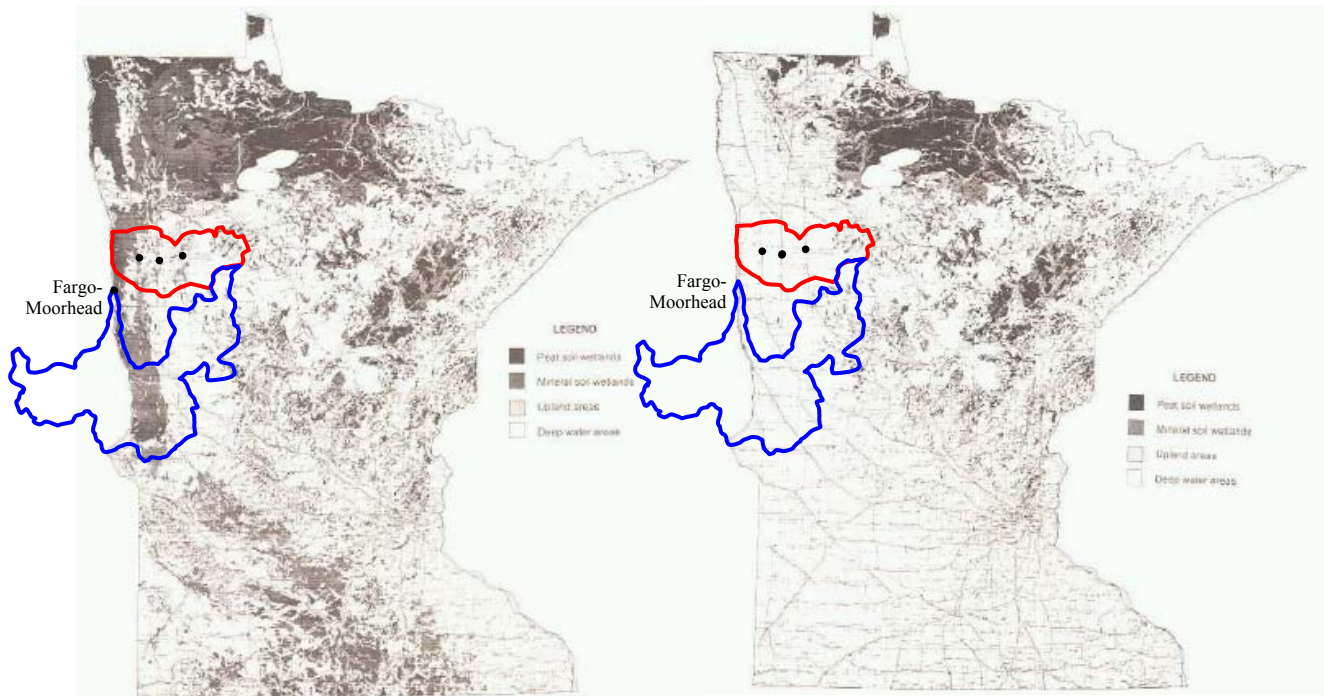 Fargo-
Moorhead
LEGEND
Peat soil wetlands
Mineral soil wetlands
Upland areas
Deep water areas
Fargo-
Moorhead
LEGEND
Peat soil wetlands
Mineral soil wetlands
Upland areas
Deep water areas